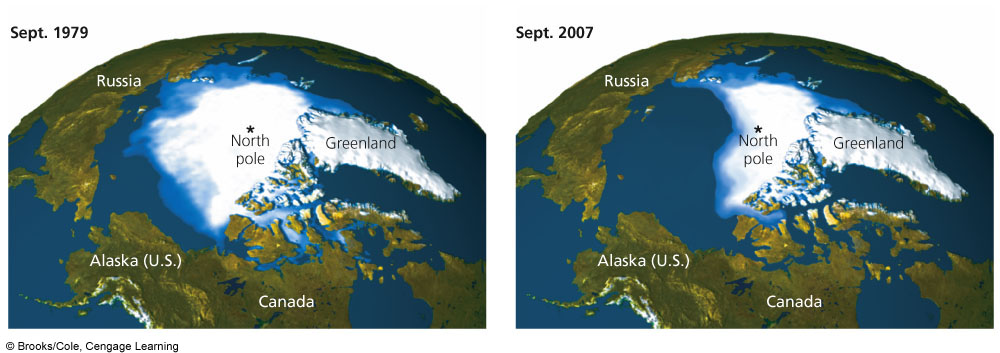 Sept. 1979
Russia
*
North
pole
Greenland
Alaska (U.S.)
Canada
Sept. 2007
Russia
*
North
pole
Greenland
Alaska (U.S.)
Canada
© Brooks/Cole, Cengage Learning